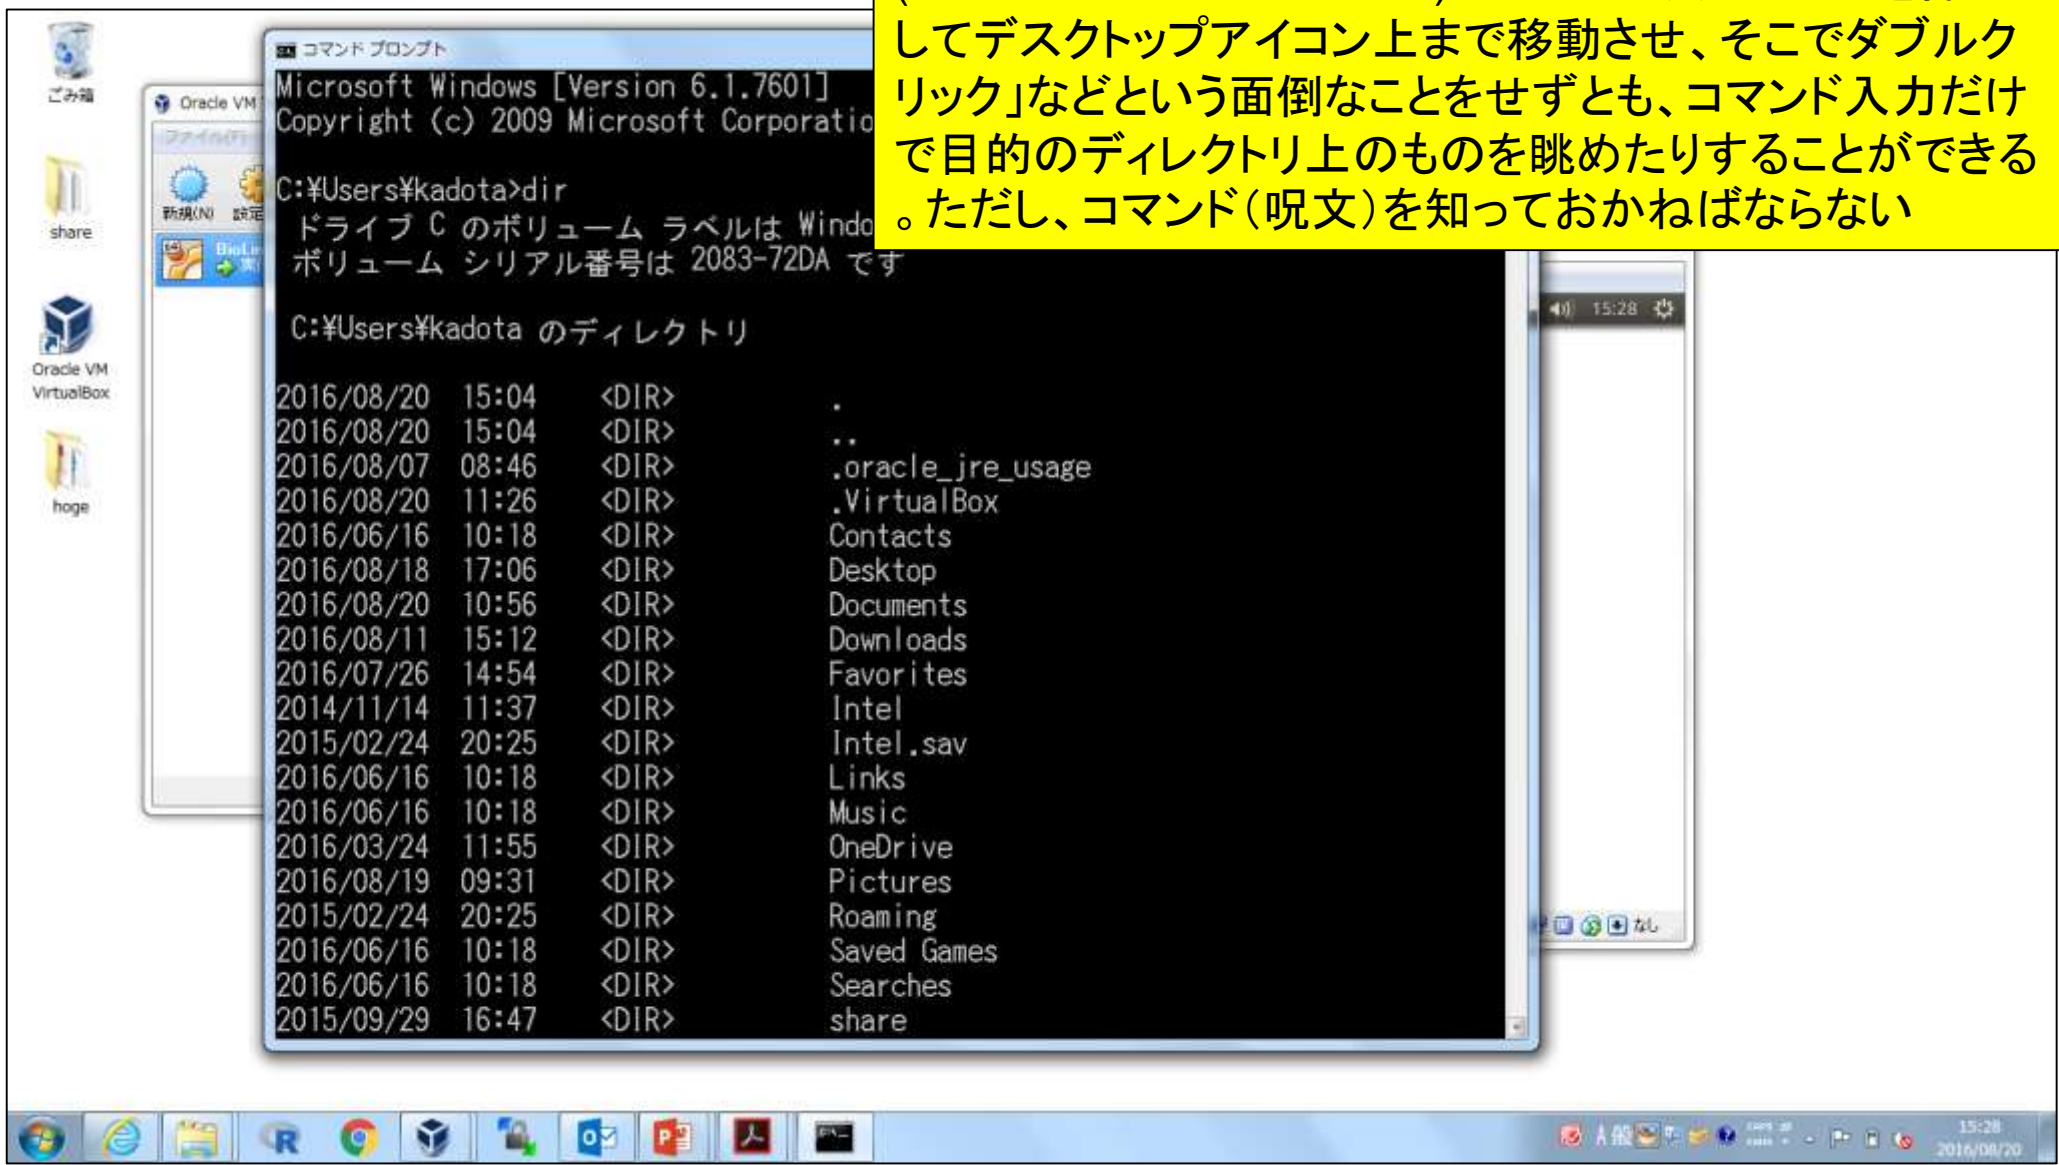 してデスクトップアイコン上まで移動させ、そこでダブルク
リック」などという面倒なことをせずとも、コマンド入力だけ
で目的のディレクトリ上のものを眺めたりすることができる
。ただし、コマンド(呪文)を知っておかねばならない
ごみ箱
share
Oracle VM
VirtualBox
hoge
Oracle VM
ファイル(F)
新規(N) 設定
コマンド プロンプト
Microsoft Windows [Version 6.1.7601]
Copyright (c) 2009 Microsoft Corporatio
C:¥Users¥kadota>dir
ドライブ C のボリューム ラベルは Windo
ボリューム シリアル番号は 2083-72DA です
C:¥Users¥kadota のディレクトリ
2016/08/20 15:04 <DIR> .
2016/08/20 15:04 <DIR> ..
2016/08/07 08:46 <DIR> .oracle_jre_usage
2016/08/20 11:26 <DIR> .VirtualBox
2016/06/16 10:18 <DIR> Contacts
2016/08/18 17:06 <DIR> Desktop
2016/08/20 10:56 <DIR> Documents
2016/08/11 15:12 <DIR> Downloads
2016/07/26 14:54 <DIR> Favorites
2014/11/14 11:37 <DIR> Intel
2015/02/24 20:25 <DIR> Intel.sav
2016/06/16 10:18 <DIR> Links
2016/06/16 10:18 <DIR> Music
2016/03/24 11:55 <DIR> OneDrive
2016/08/19 09:31 <DIR> Pictures
2015/02/24 20:25 <DIR> Roaming
2016/06/16 10:18 <DIR> Saved Games
2016/06/16 10:18 <DIR> Searches
2015/09/29 16:47 <DIR> share
15:28
なし
A 般
15:28
2016/08/20